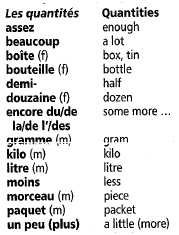 Les quantités Quantities
assez enough
beaucoup a lot
boîte (f) box, tin
bouteille (f) bottle
demi- half
douzaine (f) dozen
encore du/de some more ...
la/de l'/des
gramme (m) gram
kilo (m) kilo
litre (m) litre
moins less
morceau (m) piece
paquet (m) packet
un peu (plus) a little (more)